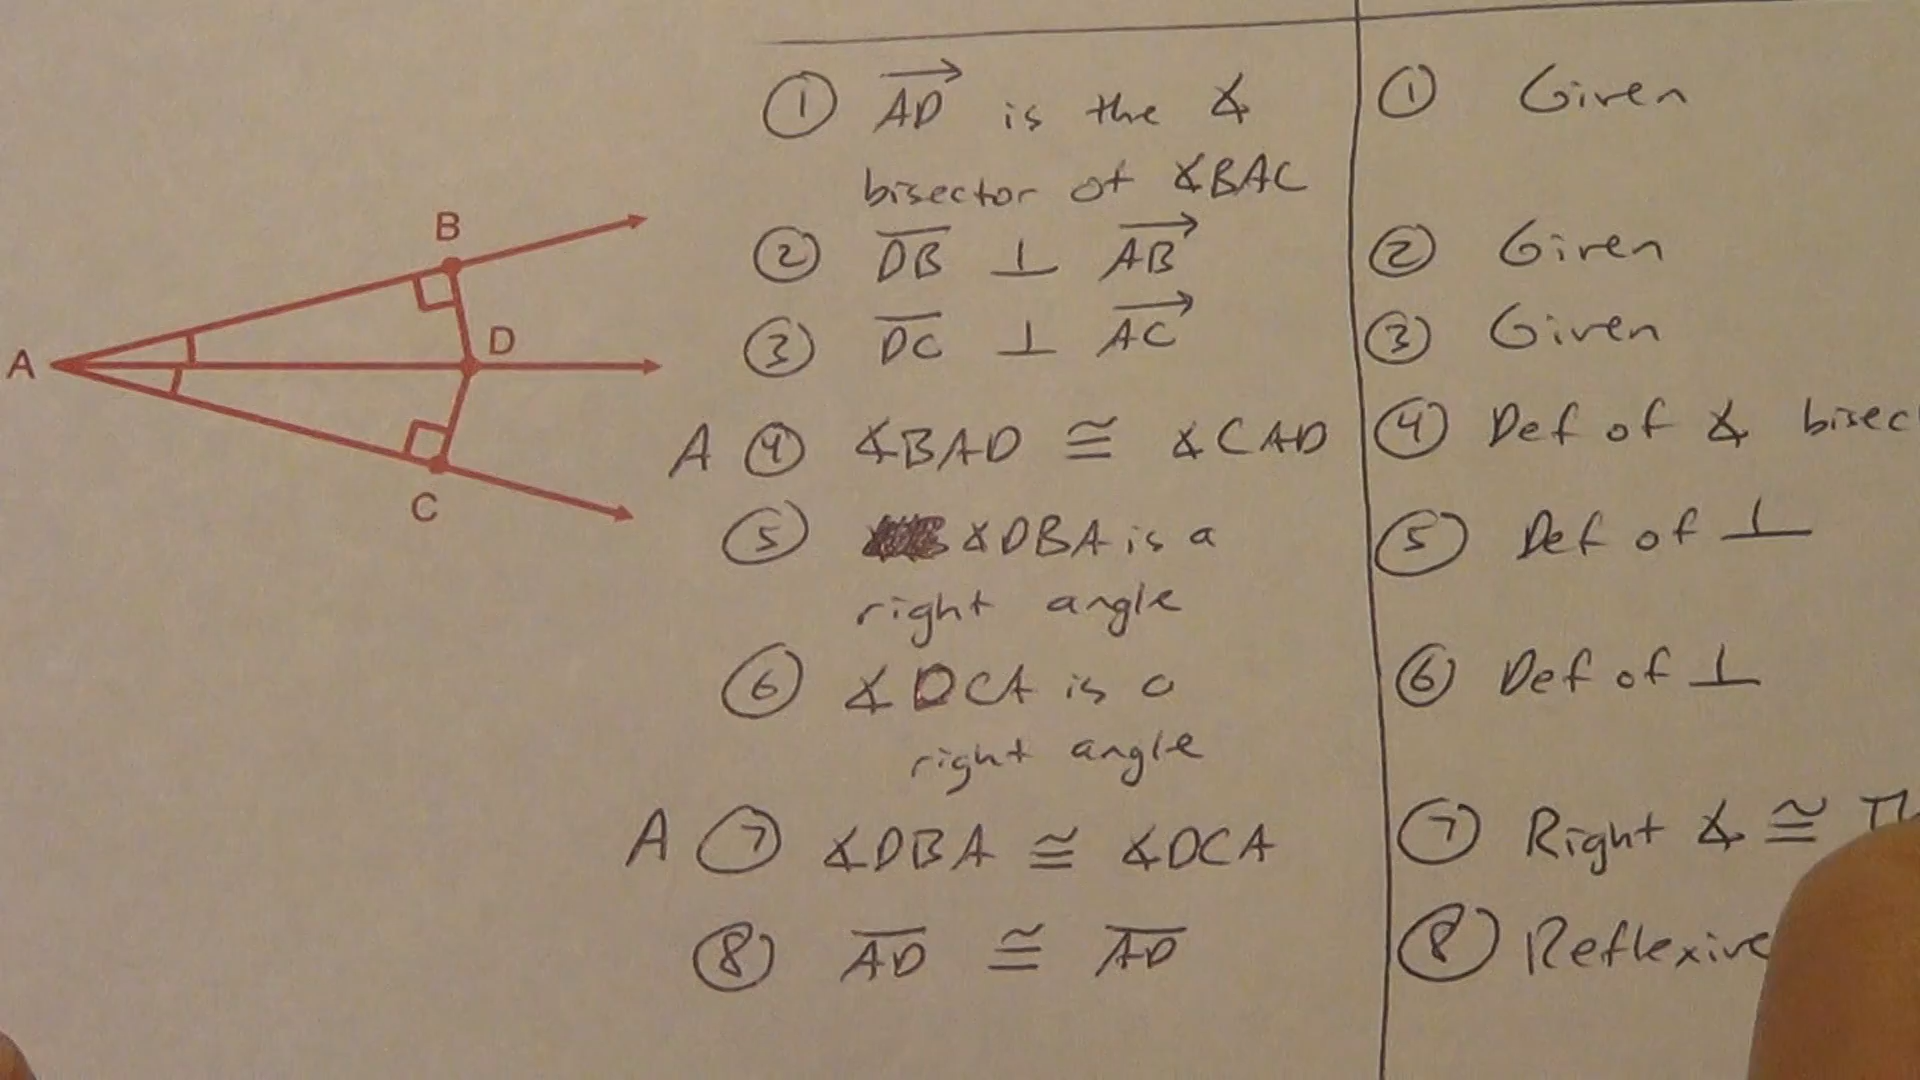 ① AD is the ∡
① Given
bisector of ∡BAC
② DB ⊥ AB
② Given
③ DC ⊥ AC
③ Given
A ④ ∡BAD ≅ ∡CAD
④ Def of ∡ bisec
⑤ ∡DBA is a
⑤ Def of ⊥
right angle
⑥ ∡DCA is a
⑥ Def of ⊥
right angle
A ⑦ ∡DBA ≅ ∡DCA
⑦ Right ∡ ≅
⑧ AD ≅ AD
⑧ Reflexive
B
D
A
C